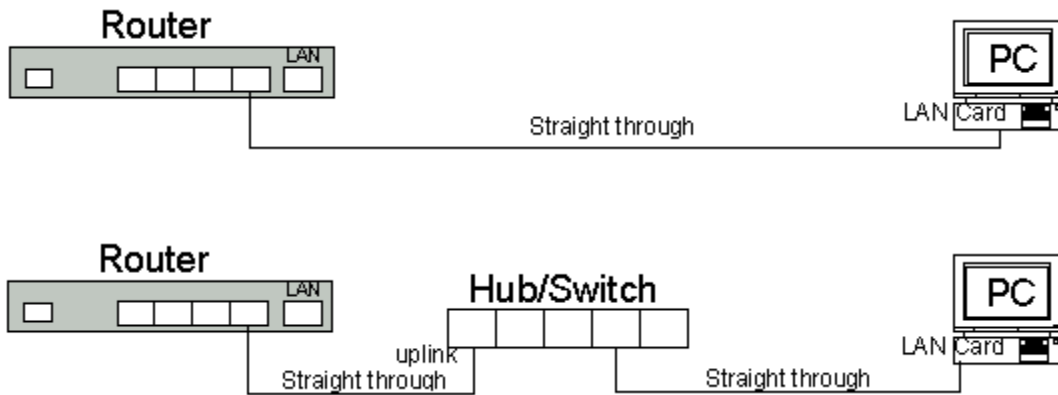 Router
LAN
PC
LAN Card
Straight through
Router
LAN
Hub/Switch
PC
uplink
LAN Card
Straight through
Straight through